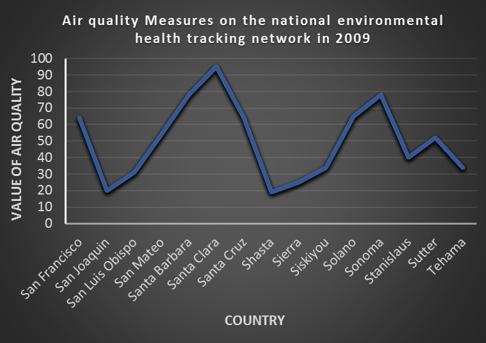 Air quality Measures on the national environmental
health tracking network in 2009
VALUE OF AIR QUALITY
100
90
80
70
60
50
40
30
20
10
0
San Francisco
San Joaquin
San Luis Obispo
San Mateo
Santa Barbara
Santa Clara
Santa Cruz
Shasta
Sierra
Siskiyou
Solano
Sonoma
Stanislaus
Sutter
Tehama
COUNTRY